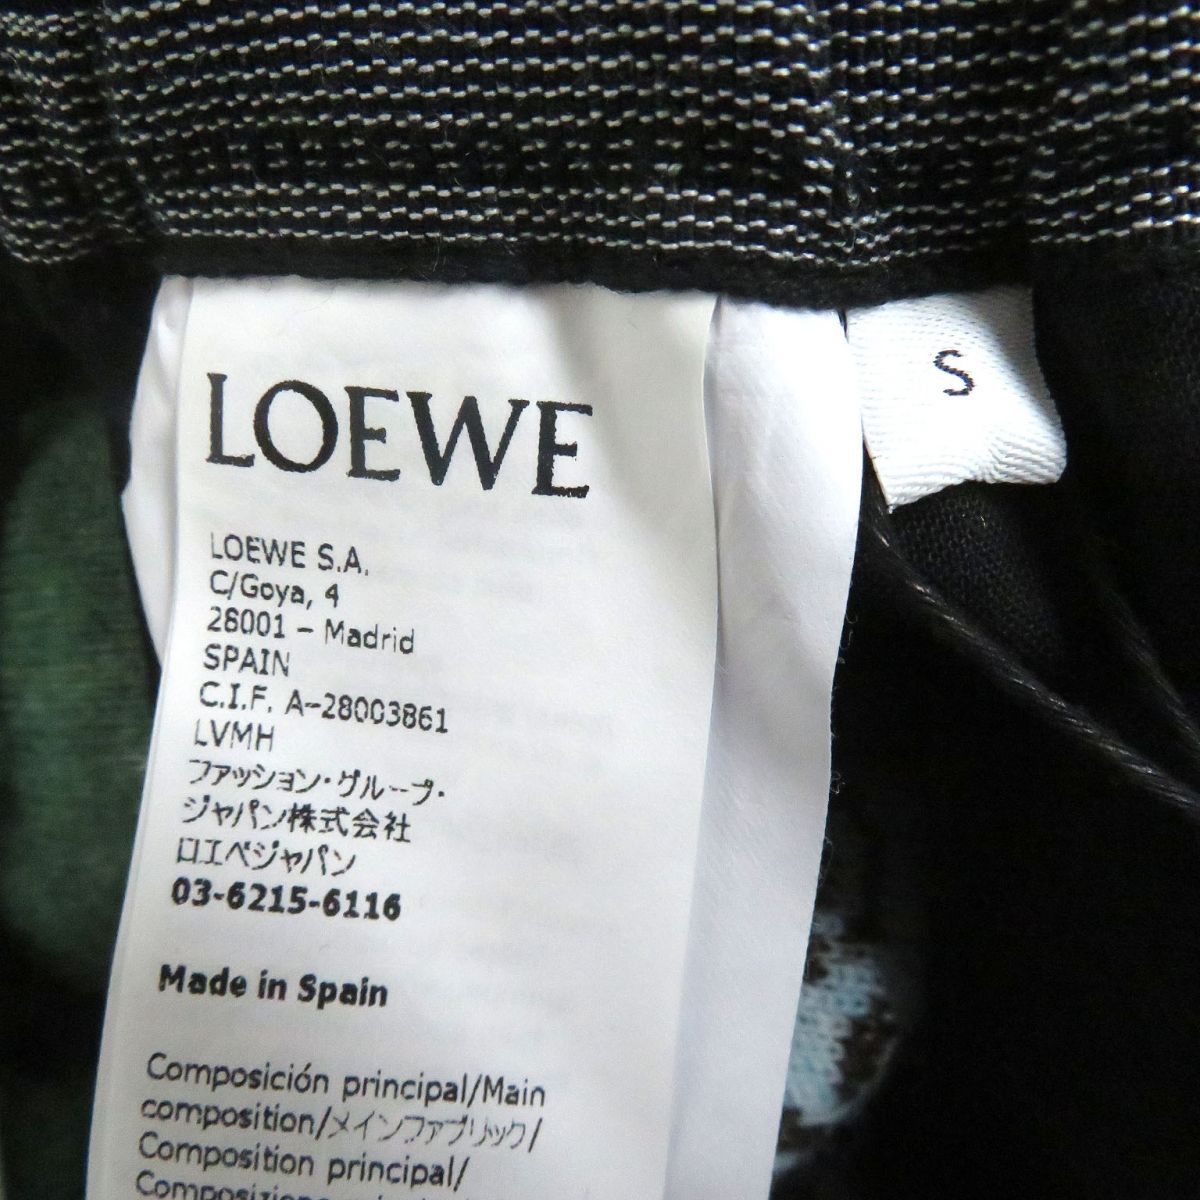 LOEWE
S
LOEWE S.A.
C/Goya, 4
28001 – Madrid
SPAIN
C.I.F. A-28003861
LVMH
ファッション・グループ・
ジャパン株式会社
ロエベジャパン
03-6215-6116
Made in Spain
Composición principal/Main
composition/メインファブリック/
Composition principal/